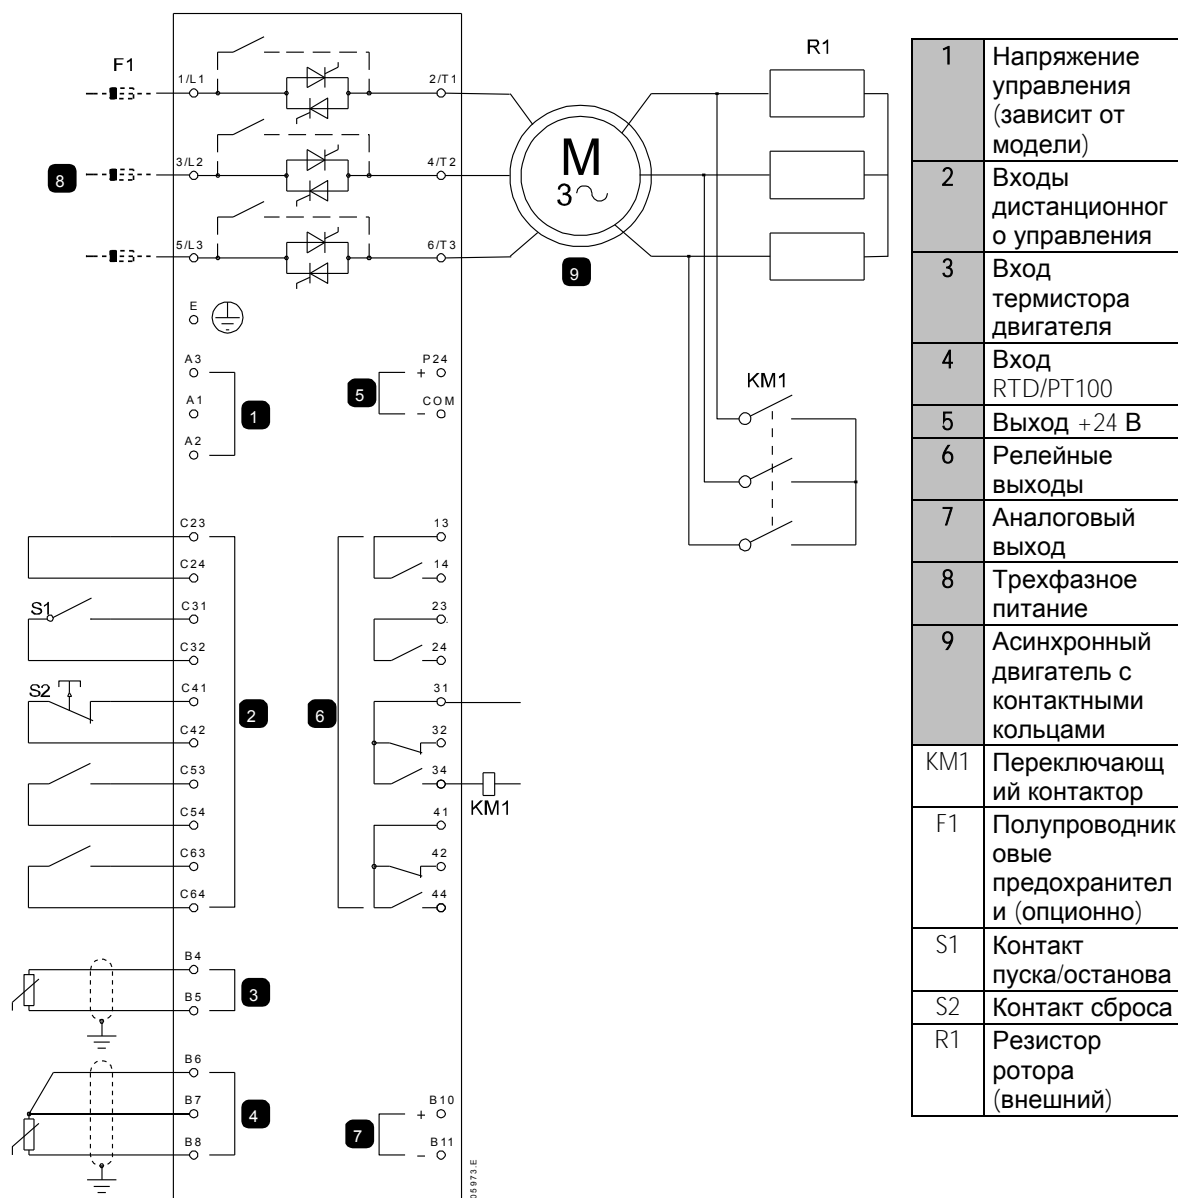 F1
1/L1
2/T1
3/L2
4/T2
5/L3
6/T3
8
M
3
9
R1
KM1
E
A3
A1
A2
1
5
P24
+
COM
–
C23
C24
S1
C31
C32
S2
C41
C42
C53
C54
C63
C64
2
6
13
14
23
24
31
32
34
KM1
41
42
44
B4
B5
3
B6
B7
B8
4
7
B10
+
B11
–
05973.E
1 Напряжение
управления
(зависит от
модели)
2 Входы
дистанционног
о управления
3 Вход
термистора
двигателя
4 Вход
RTD/PT100
5 Выход +24 В
6 Релейные
выходы
7 Аналоговый
выход
8 Трехфазное
питание
9 Асинхронный
двигатель с
контактными
кольцами
KM1 Переключающ
ий контактор
F1 Полупроводник
овые
предохранител
и (опционно)
S1 Контакт
пуска/останова
S2 Контакт сброса
R1 Резистор
ротора
(внешний)